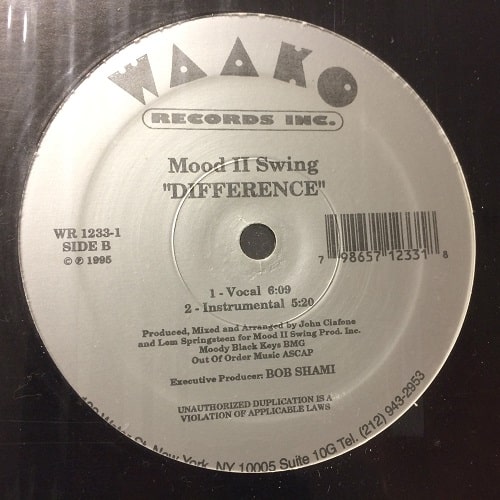 WAAKO
RECORDS INC.
Mood II Swing
"DIFFERENCE"
WR 1233-1
SIDE B
© ℗ 1995
7 98657 12331 8
1 - Vocal 6:09
2 - Instrumental 5:20
Produced, Mixed and Arranged by John Ciafone
and Lem Springsteen for Mood II Swing Prod. Inc.
Moody Black Keys BMG
Out Of Order Music ASCAP
Executive Producer: BOB SHAMI
UNAUTHORIZED DUPLICATION IS A
VIOLATION OF APPLICABLE LAWS
St. New York, NY 10005 Suite 10G Tel. (212) 943-2953